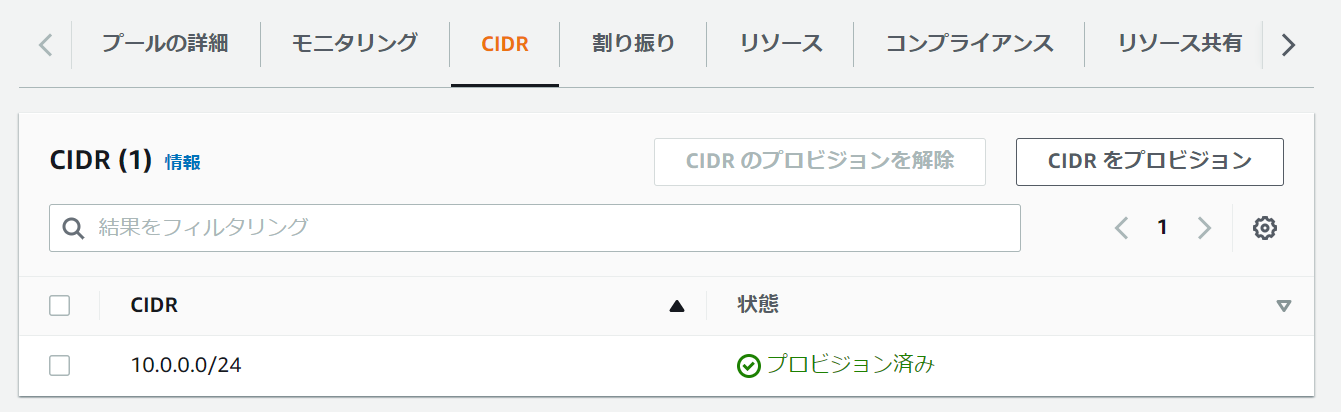 プールの詳細 モニタリング CIDR 割り振り リソース コンプライアンス リソース共有
CIDR (1) 情報 CIDR のプロビジョンを解除 CIDR をプロビジョン
結果をフィルタリング 1
CIDR 状態
10.0.0.0/24 プロビジョン済み